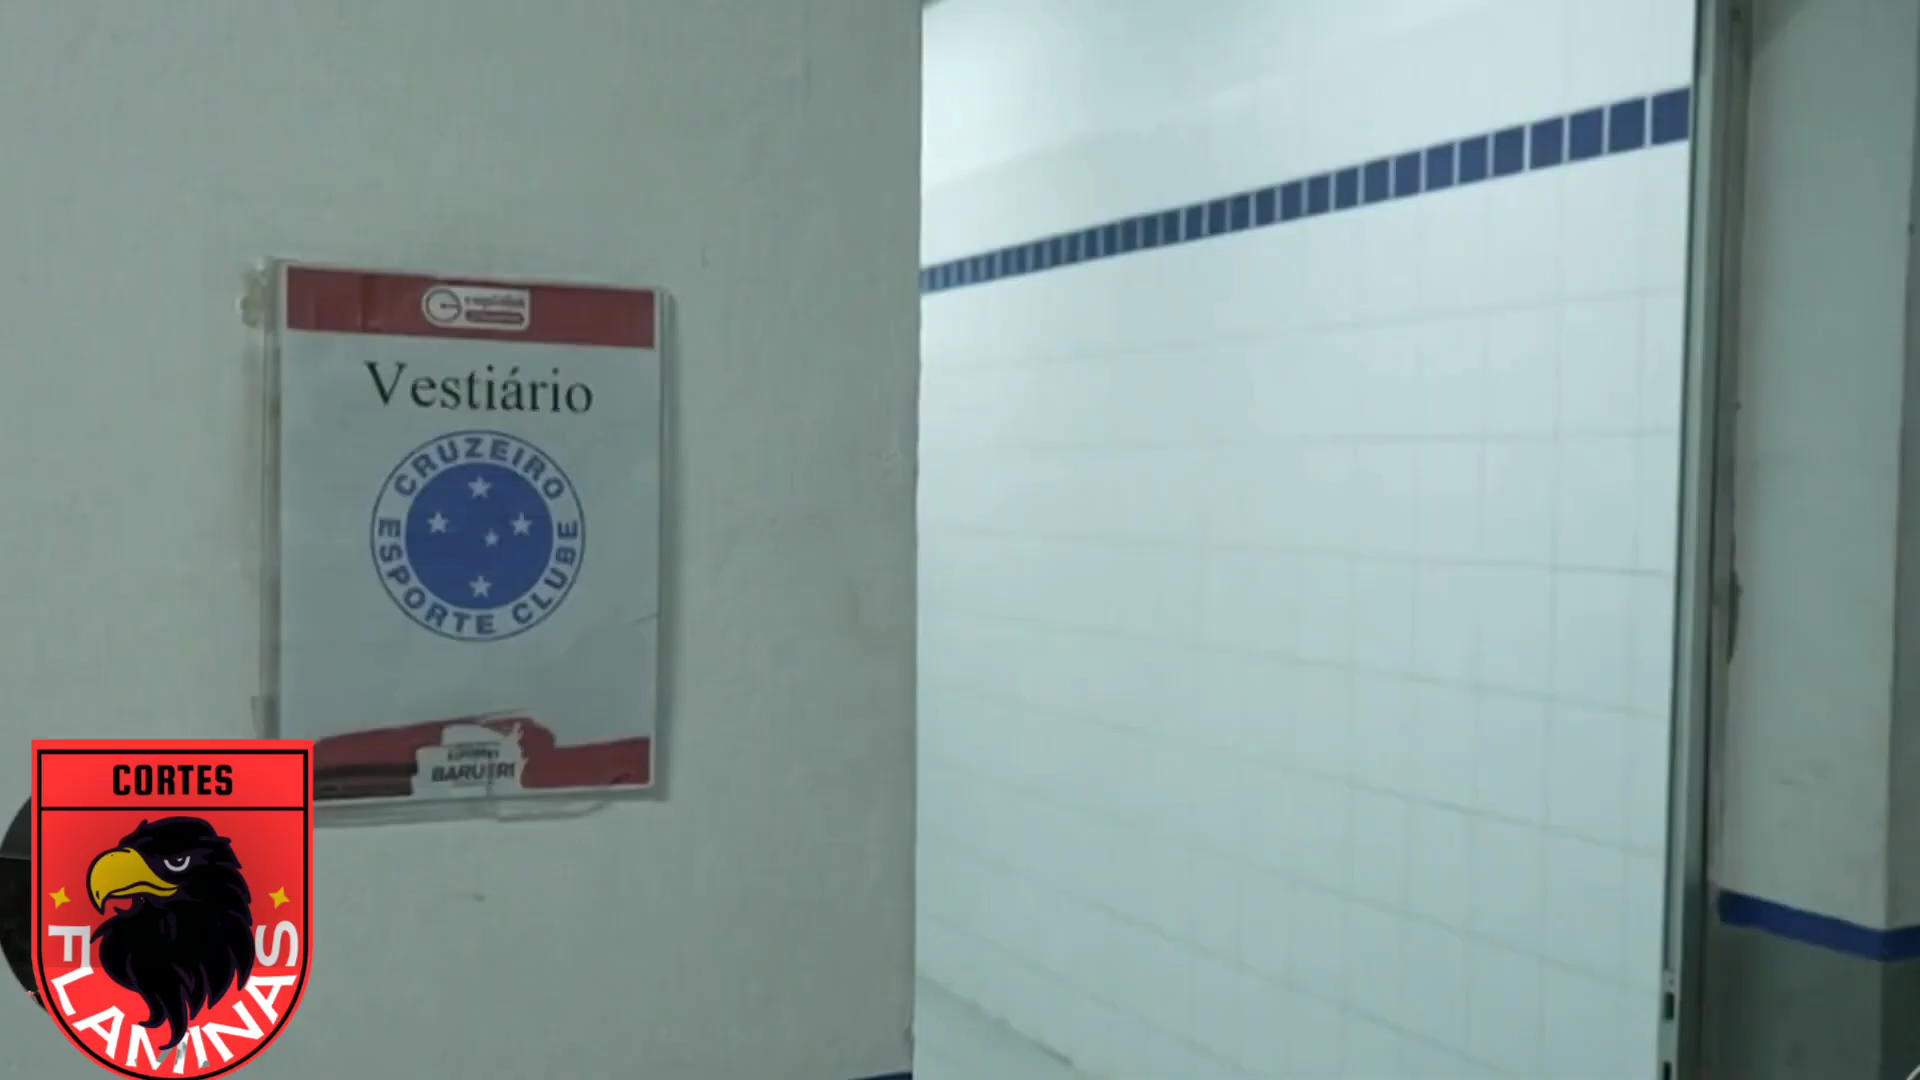 Vestiário
CRUZEIRO
ESPORTE CLUBE
BARUERI
CORTES
FLAMINAS